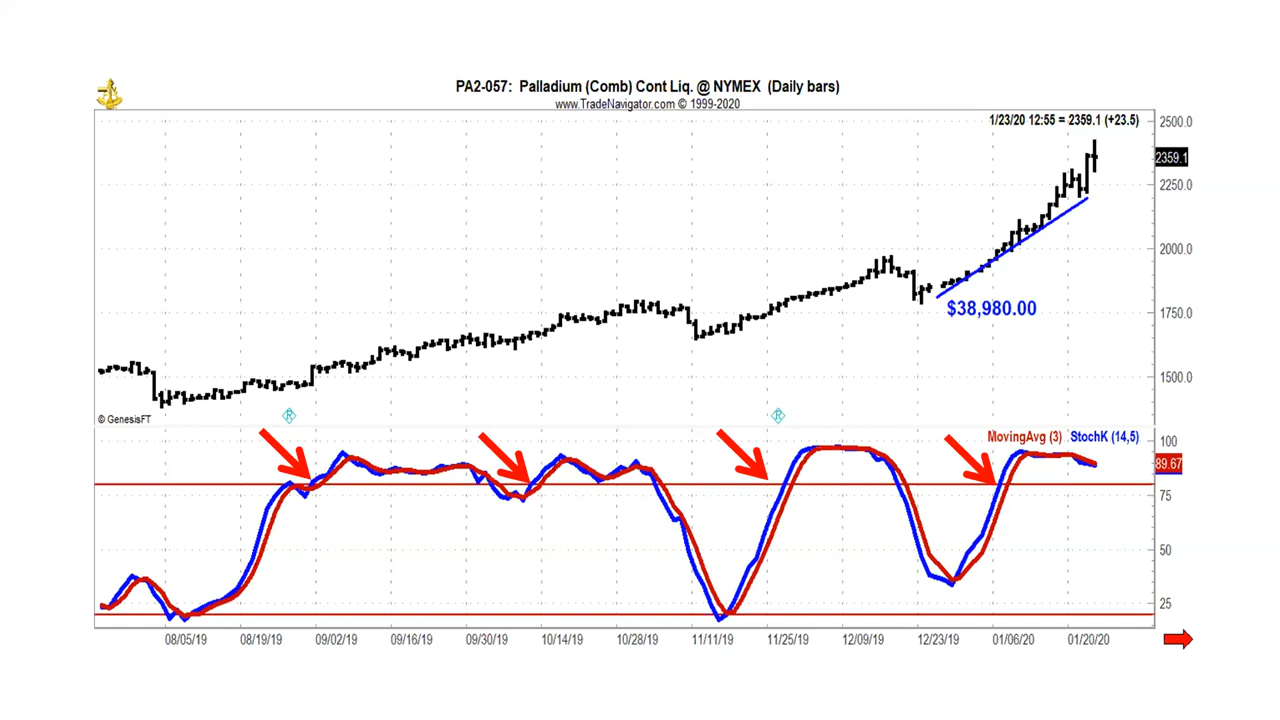 PA2-057: Palladium (Comb) Cont Liq. @ NYMEX (Daily bars)
www.TradeNavigator.com © 1999-2020
1/23/20 12:55 = 2359.1 (+23.5)
2500.0
2359.1
2250.0
2000.0
$38,980.00
1750.0
1500.0
R R
© GenesisFT
MovingAvg (3) StochK (14,5)
100
89.67
75
50
25
08/05/19 08/19/19 09/02/19 09/16/19 09/30/19 10/14/19 10/28/19 11/11/19 11/25/19 12/09/19 12/23/19 01/06/20 01/20/20